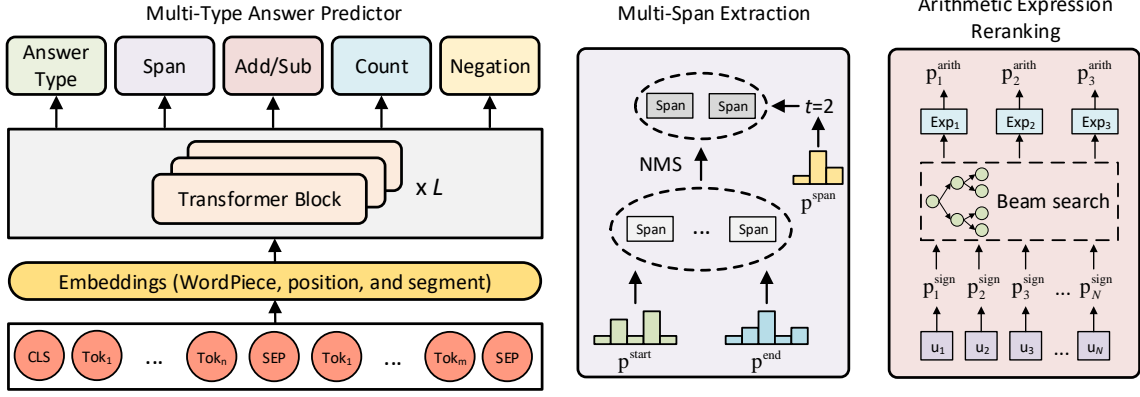 Multi-Type Answer Predictor
Answer Type
Span
Add/Sub
Count
Negation
Transformer Block
x L
Embeddings (WordPiece, position, and segment)
CLS Tok1 ... Tokn SEP Tok1 ... Tokm SEP
Multi-Span Extraction
Span Span
t=2
NMS
p^span
Span ... Span
p^start
p^end
Arithmetic Expression
Reranking
p1^arith p2^arith p3^arith
Exp1 Exp2 Exp3
Beam search
p1^sign p2^sign p3^sign ... pN^sign
u1 u2 u3 ... uN